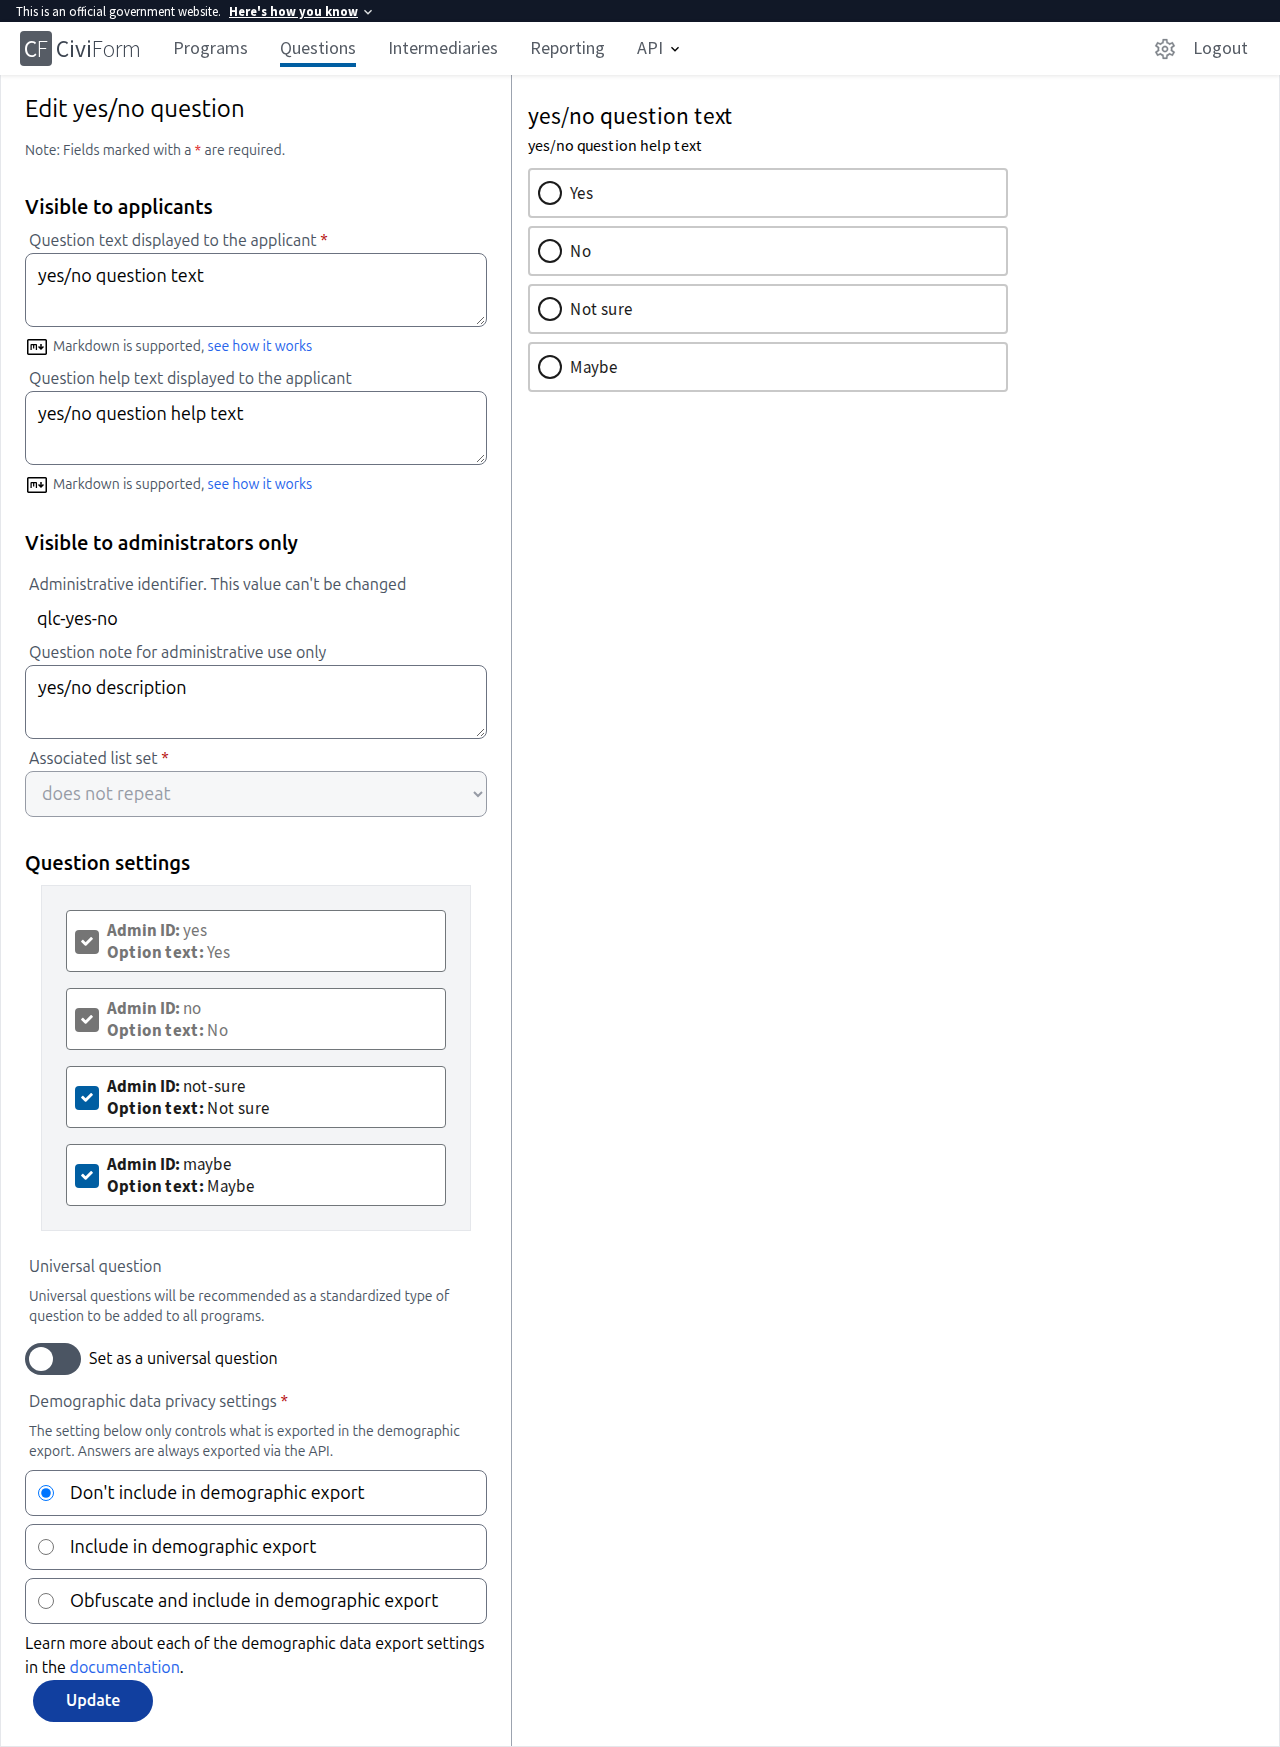 This is an official government website. Here's how you know
CF CiviForm Programs Questions Intermediaries Reporting API Logout
Edit yes/no question
Note: Fields marked with a * are required.
Visible to applicants
Question text displayed to the applicant *
yes/no question text
Markdown is supported, see how it works
Question help text displayed to the applicant
yes/no question help text
Markdown is supported, see how it works
Visible to administrators only
Administrative identifier. This value can't be changed
qlc-yes-no
Question note for administrative use only
yes/no description
Associated list set *
does not repeat
Question settings
Admin ID: yes
Option text: Yes
Admin ID: no
Option text: No
Admin ID: not-sure
Option text: Not sure
Admin ID: maybe
Option text: Maybe
Universal question
Universal questions will be recommended as a standardized type of
question to be added to all programs.
Set as a universal question
Demographic data privacy settings *
The setting below only controls what is exported in the demographic
export. Answers are always exported via the API.
Don't include in demographic export
Include in demographic export
Obfuscate and include in demographic export
Learn more about each of the demographic data export settings
in the documentation.
Update
yes/no question text
yes/no question help text
Yes
No
Not sure
Maybe